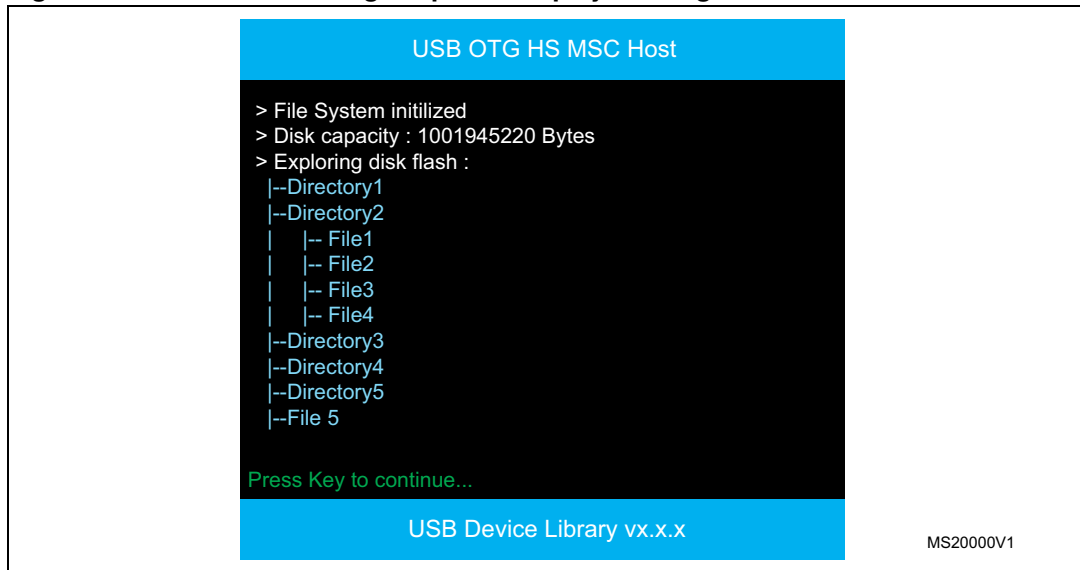 USB OTG HS MSC Host
> File System initilized
> Disk capacity : 1001945220 Bytes
> Exploring disk flash :
|--Directory1
|--Directory2
|   |-- File1
|   |-- File2
|   |-- File3
|   |-- File4
|--Directory3
|--Directory4
|--Directory5
|--File 5
Press Key to continue...
USB Device Library vx.x.x
MS20000V1